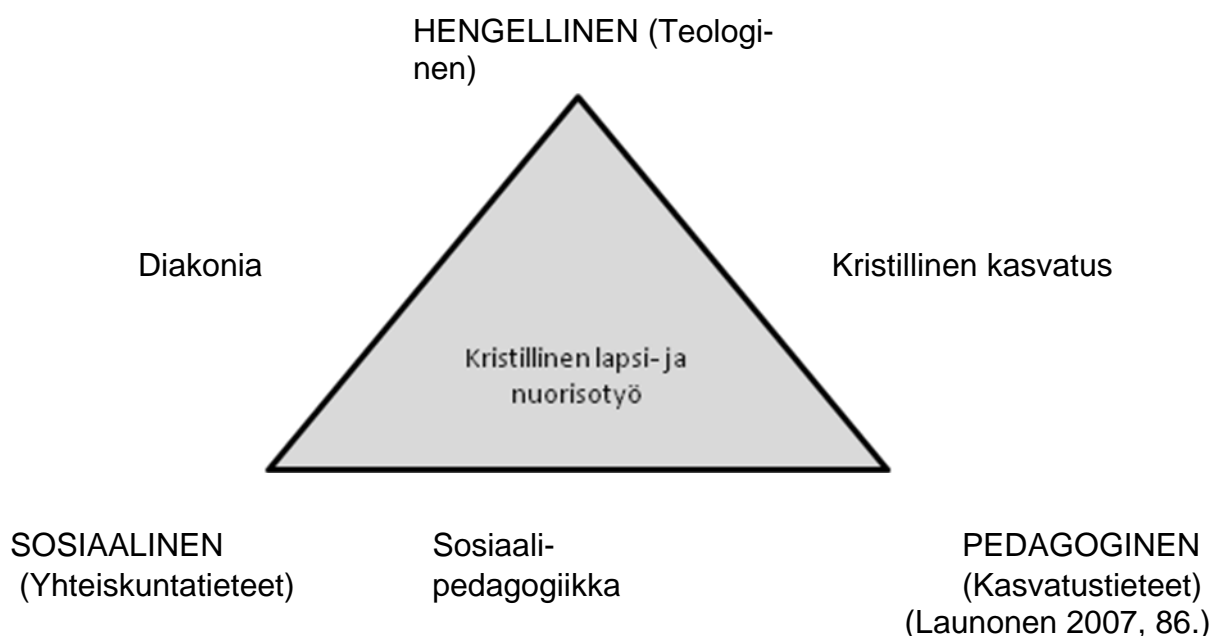 HENGELLINEN (Teologi-
nen)
Diakonia
Kristillinen kasvatus
Kristillinen lapsi- ja
nuorisotyö
SOSIAALINEN
(Yhteiskuntatieteet)
Sosiaali-
pedagogiikka
PEDAGOGINEN
(Kasvatustieteet)
(Launonen 2007, 86.)